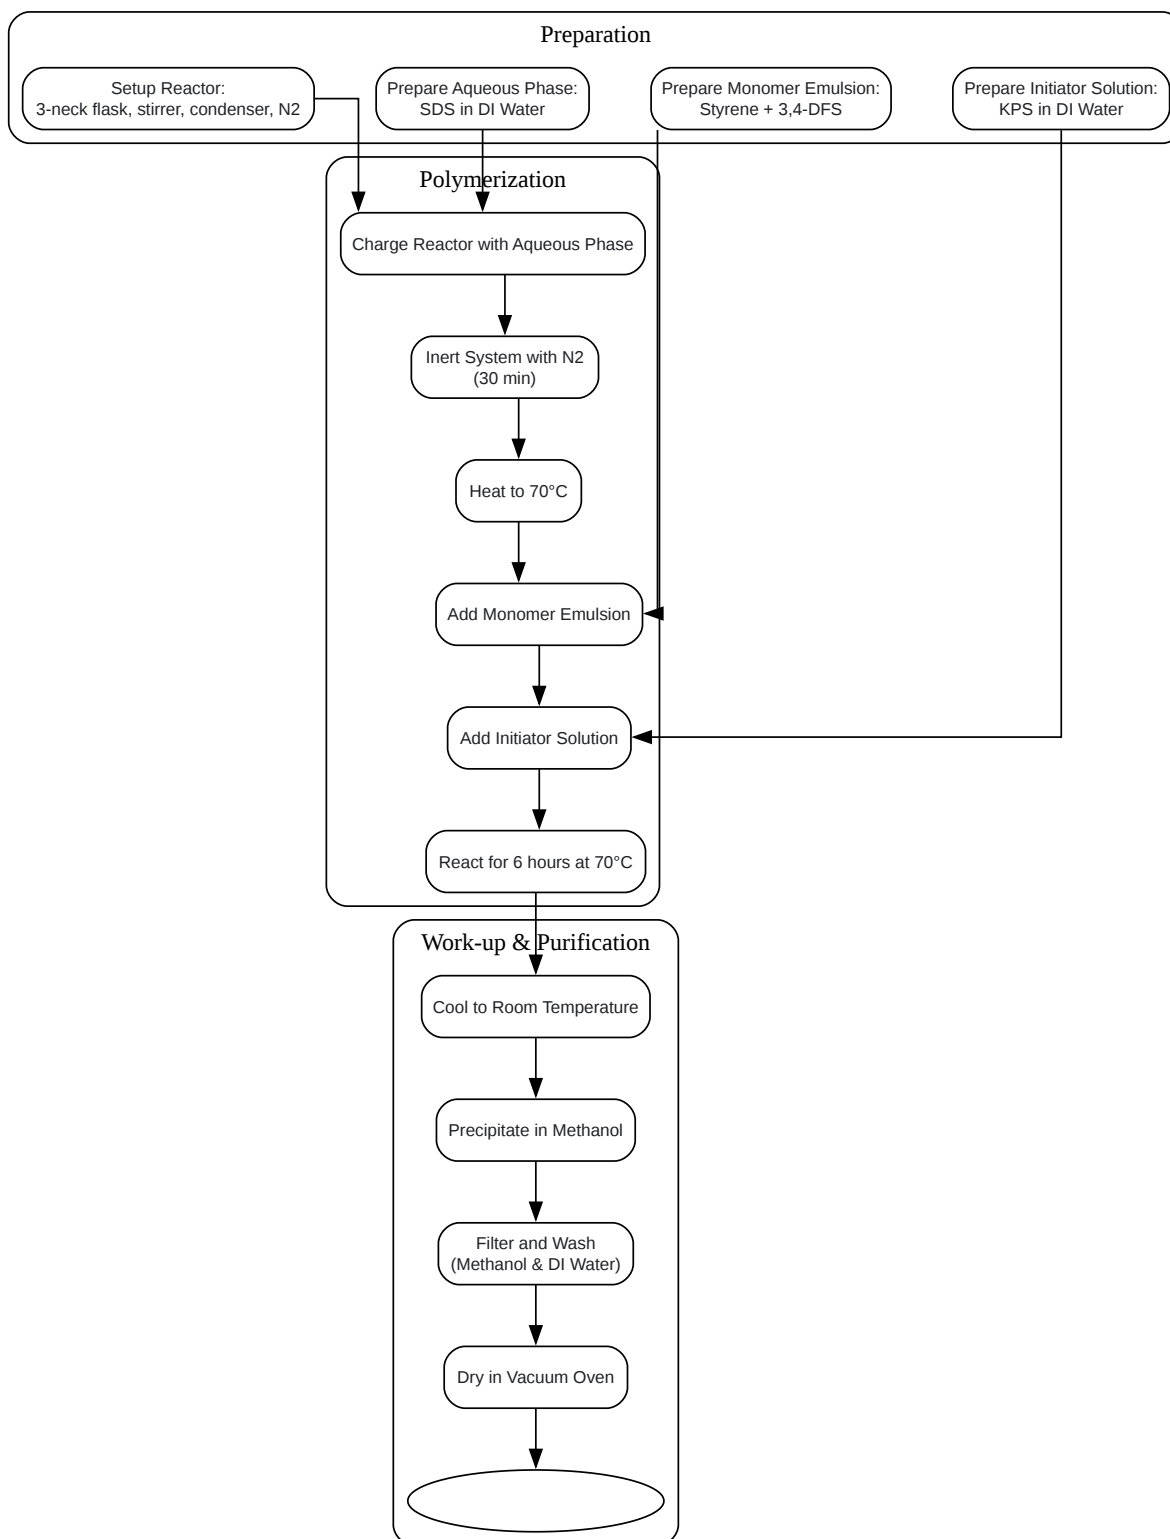 Preparation
Setup Reactor:
3-neck flask, stirrer, condenser, N2
Prepare Aqueous Phase:
SDS in DI Water
Prepare Monomer Emulsion:
Styrene + 3,4-DFS
Prepare Initiator Solution:
KPS in DI Water
Polymerization
Charge Reactor with Aqueous Phase
Inert System with N2
(30 min)
Heat to 70°C
Add Monomer Emulsion
Add Initiator Solution
React for 6 hours at 70°C
Work-up & Purification
Cool to Room Temperature
Precipitate in Methanol
Filter and Wash
(Methanol & DI Water)
Dry in Vacuum Oven